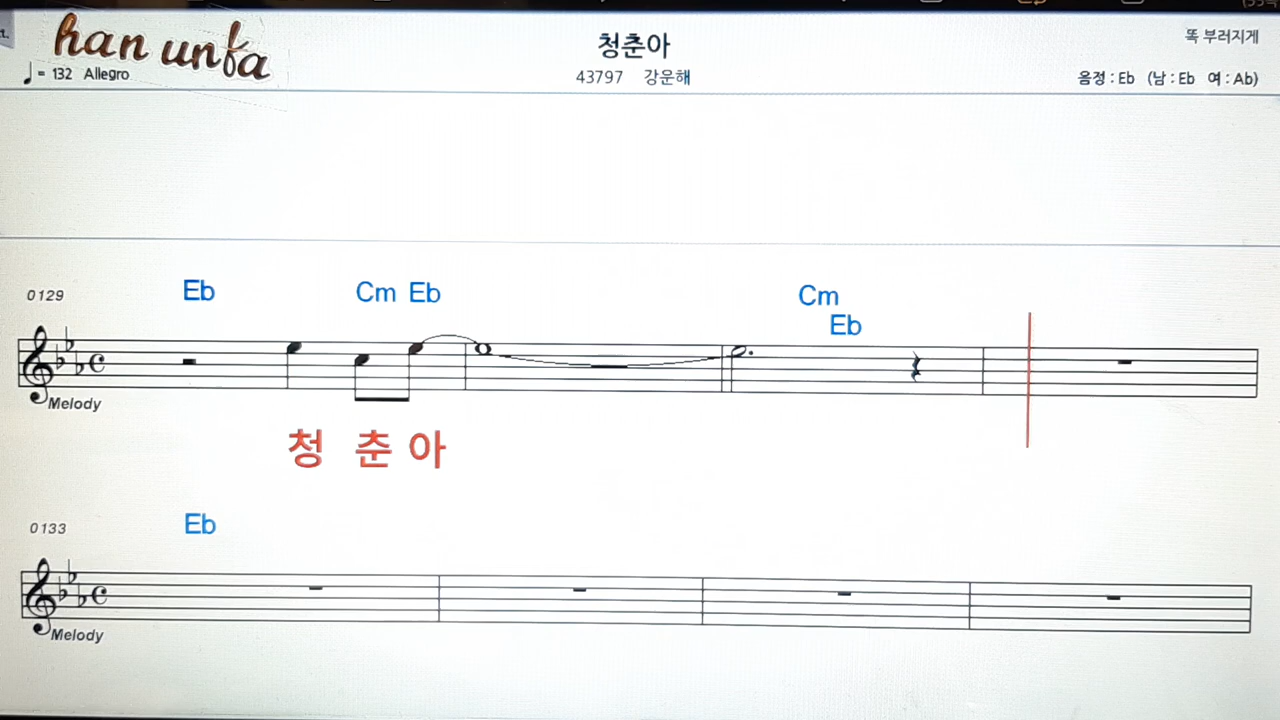 han unfa
♩ = 132 Allegro
청춘아
43797 강운해
똑 부러지게
음정 : Eb (남 : Eb 여 : Ab)
0129
Eb Cm Eb Cm
Eb
Melody
청 춘 아
0133
Eb
Melody